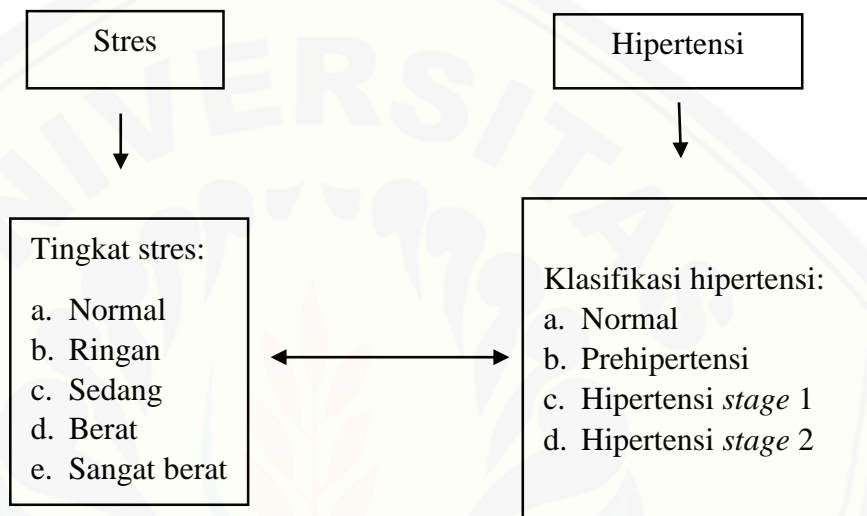 Stres
Hipertensi
Tingkat stres:
a. Normal
b. Ringan
c. Sedang
d. Berat
e. Sangat berat
Klasifikasi hipertensi:
a. Normal
b. Prehipertensi
c. Hipertensi stage 1
d. Hipertensi stage 2
NIVERSITAS